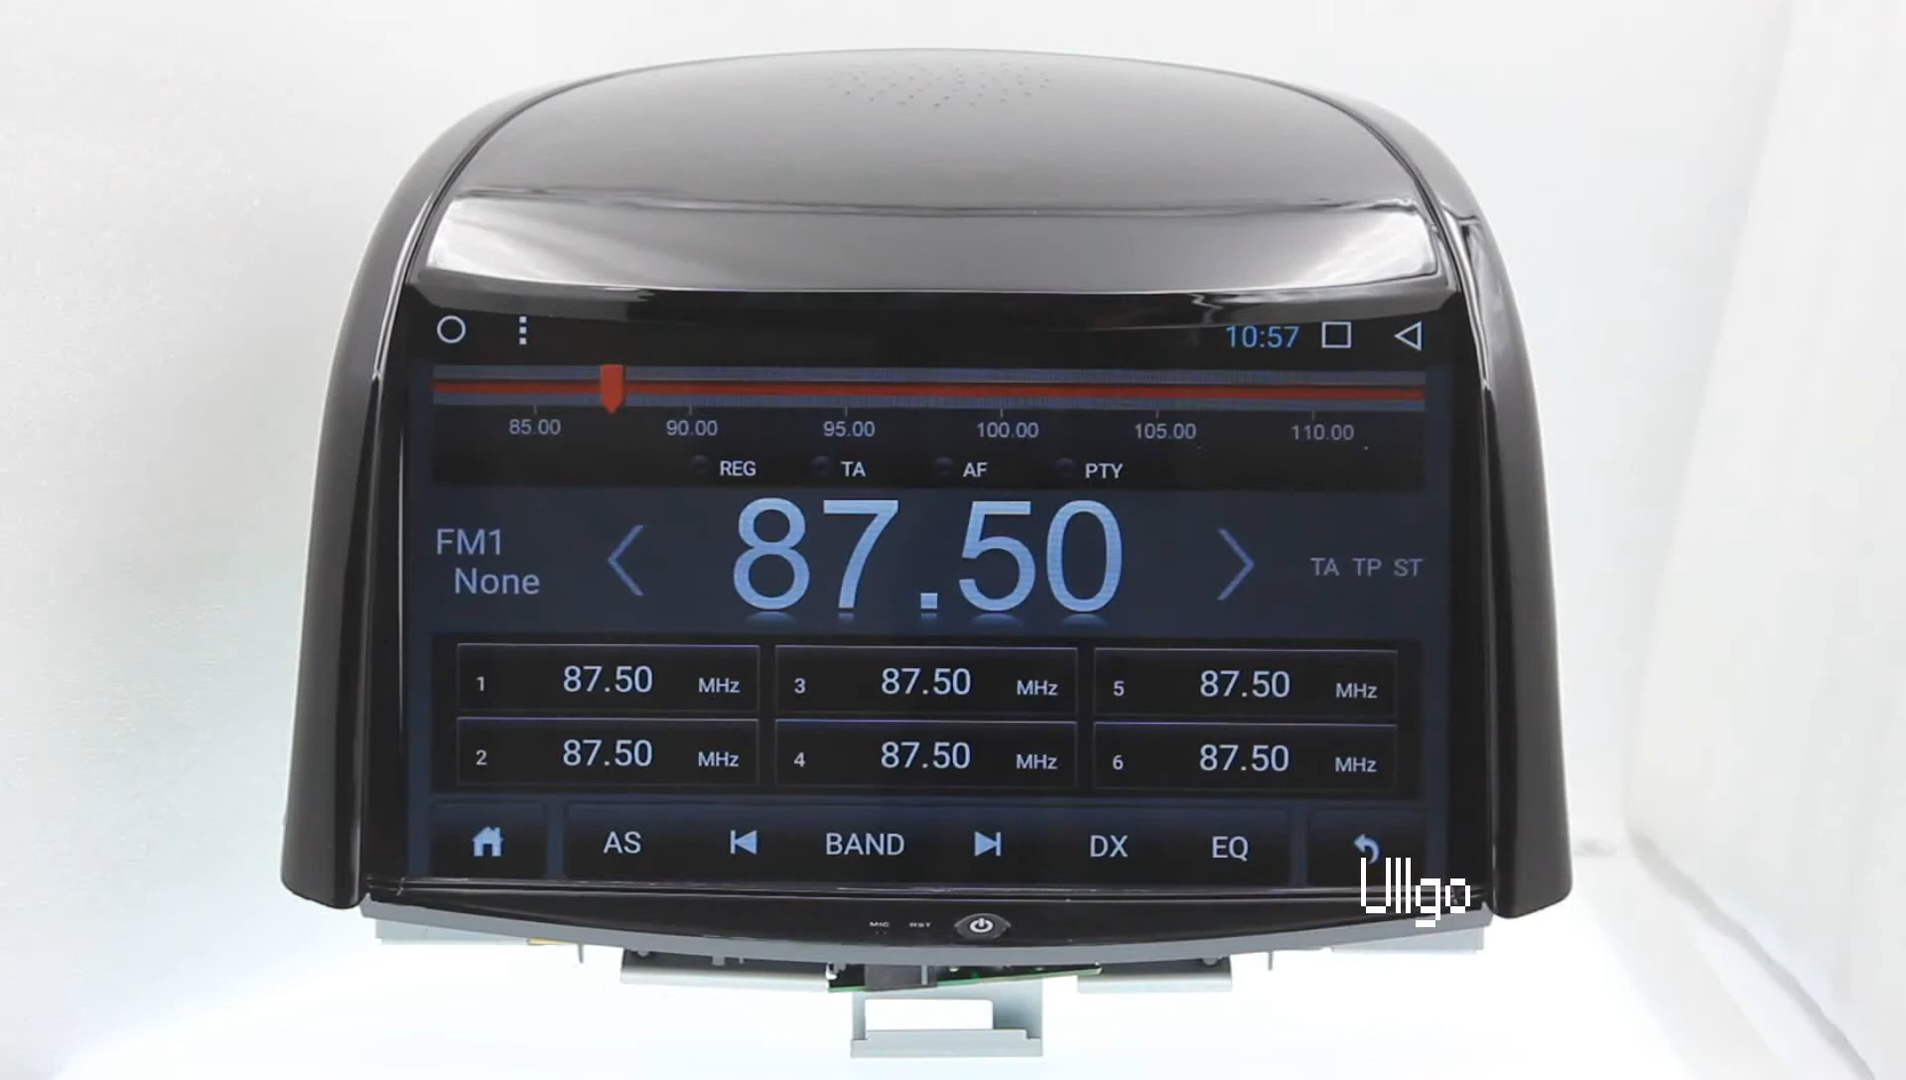 10:57
85.00 90.00 95.00 100.00 105.00 110.00
REG TA AF PTY
FM1
None
87.50
TA TP ST
1 87.50 MHz 3 87.50 MHz 5 87.50 MHz
2 87.50 MHz 4 87.50 MHz 6 87.50 MHz
AS BAND DX EQ
Ullgo
MIC RST